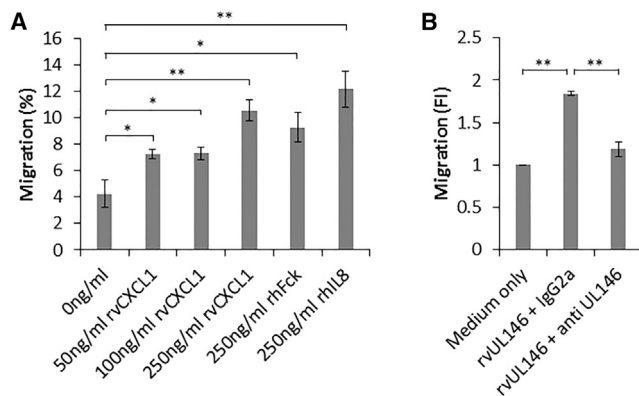 A
**
*
**
*
*
16
14
12
10
8
6
4
2
0
Migration (%)
0ng/ml
50ng/ml rvCXCL1
100ng/ml rvCXCL1
250ng/ml rvCXCL1
250ng/ml rhFck
250ng/ml rhIL8
B
**
**
2.5
2
1.5
1
0.5
0
Migration (FI)
Medium only
rvUL146 + IgG2a
rvUL146 + anti UL146